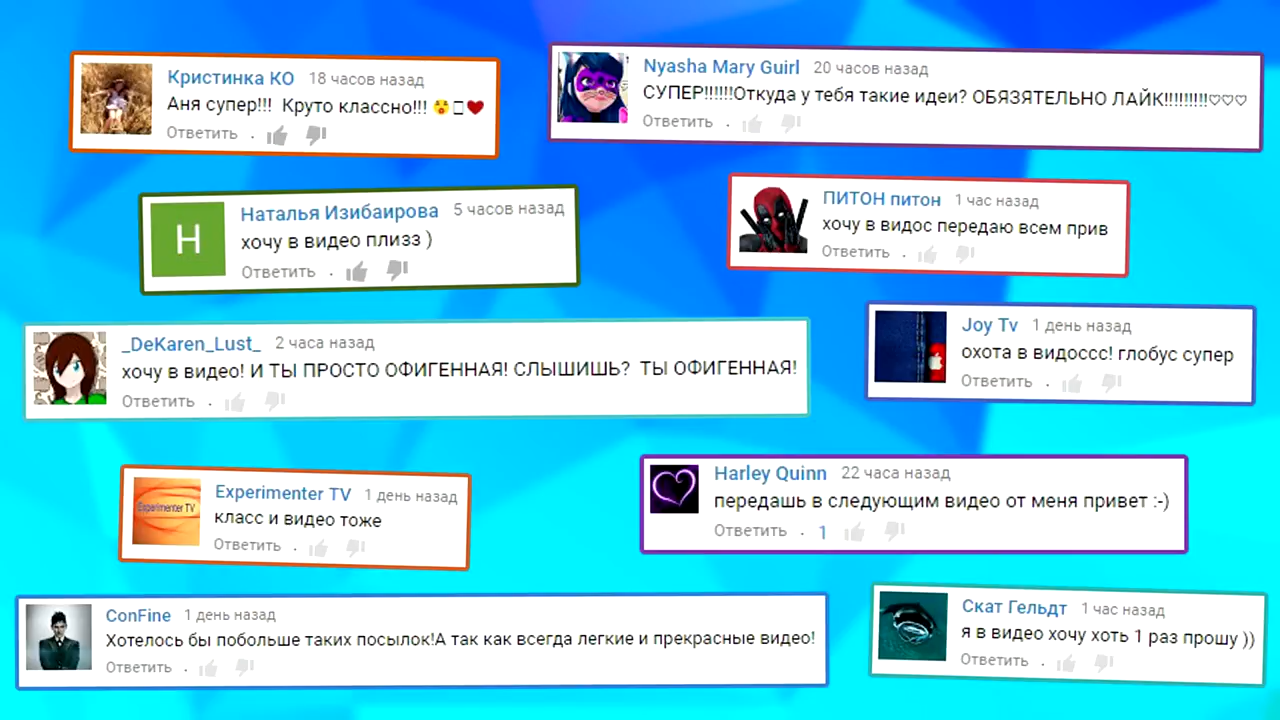 Кристинка КО 18 часов назад
Аня супер!!! Круто классно!!! 😲▯❤
Ответить
Nyasha Mary Guirl 20 часов назад
СУПЕР!!!!!!Откуда у тебя такие идеи? ОБЯЗЯТЕЛЬНО ЛАЙК!!!!!!!!!♡♡♡
Ответить
Н
Наталья Изибаирова 5 часов назад
хочу в видео плизз )
Ответить
ПИТОН питон 1 час назад
хочу в видос передаю всем прив
Ответить
_DeKaren_Lust_ 2 часа назад
хочу в видео! И ТЫ ПРОСТО ОФИГЕННАЯ! СЛЫШИШЬ? ТЫ ОФИГЕННАЯ!
Ответить
Joy Tv 1 день назад
охота в видоссс! глобус супер
Ответить
Experimenter TV
Experimenter TV 1 день назад
класс и видео тоже
Ответить
Harley Quinn 22 часа назад
передашь в следующим видео от меня привет :-)
Ответить 1
ConFine 1 день назад
Хотелось бы побольше таких посылок!А так как всегда легкие и прекрасные видео!
Ответить
Скат Гельдт 1 час назад
я в видео хочу хоть 1 раз прошу ))
Ответить